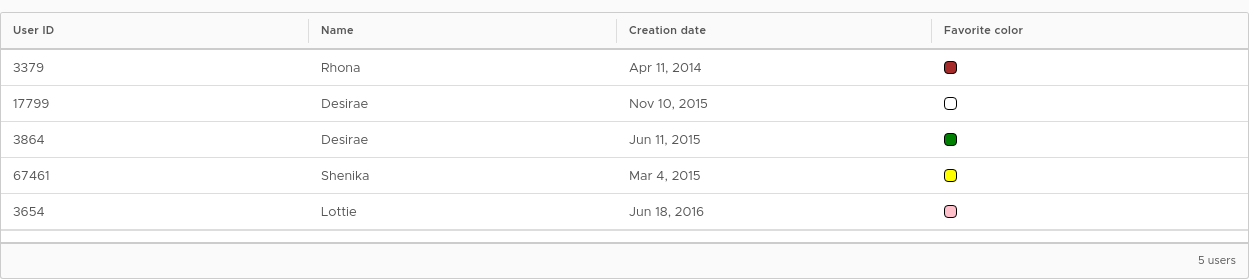 User ID Name Creation date Favorite color
3379 Rhona Apr 11, 2014
17799 Desirae Nov 10, 2015
3864 Desirae Jun 11, 2015
67461 Shenika Mar 4, 2015
3654 Lottie Jun 18, 2016
5 users